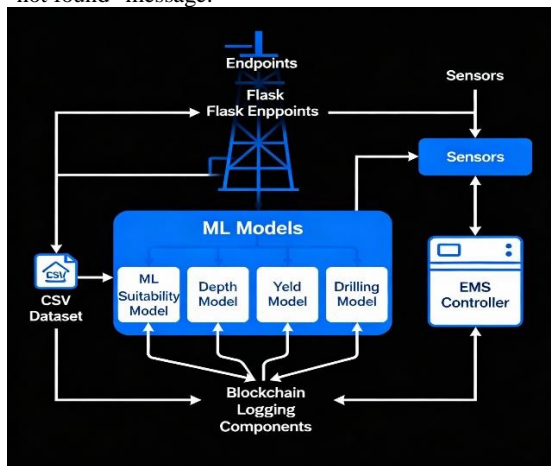 not found" message.
Endpoints
Flask
Flask Enppoints
Sensors
Sensors
ML Models
CSV
CSV
Dataset
ML
Suitability
Model
Depth
Model
Yeld
Model
Drilling
Model
EMS
Controller
Blockchain
Logging
Components